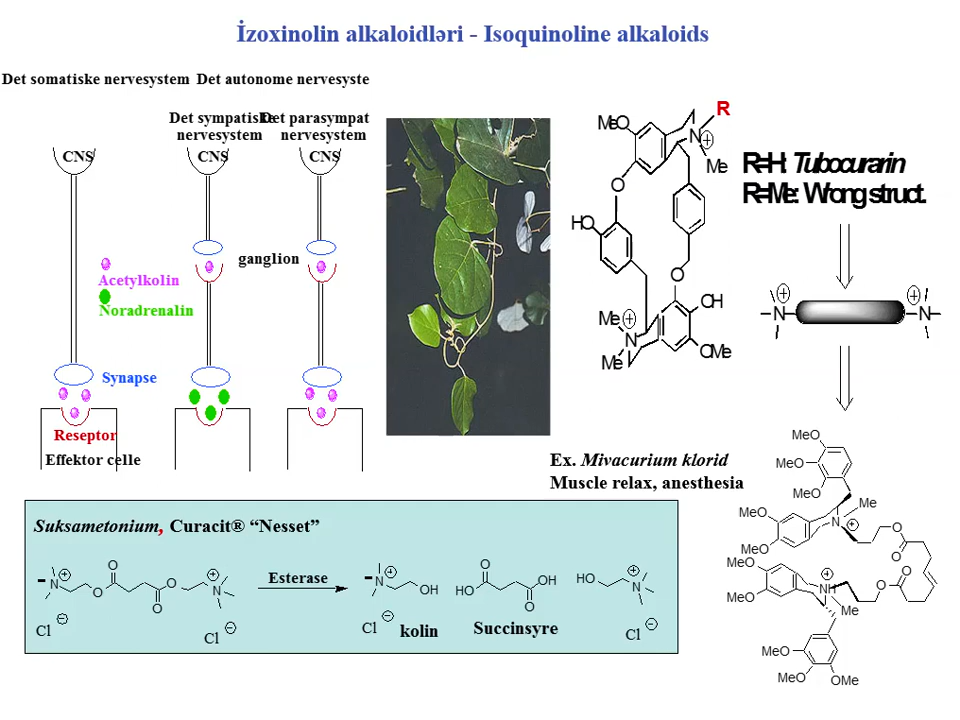 İzoxinolin alkaloidləri - Isoquinoline alkaloids
Det somatiske nervesystem
Det autonome nervesyste
Det sympatiske
nervesystem
Det parasympat
nervesystem
CNS
CNS
CNS
ganglion
Acetylkolin
Noradrenalin
Synapse
Reseptor
Effektor celle
R
MeO
N
+
Me
O
HO
O
OH
Me
+
N
Me
OMe
R=H: Tubocurarin
R=Me: Wrong struct.
+
N
+
N
Ex. Mivacurium klorid
Muscle relax, anesthesia
MeO
MeO
MeO
Me
MeO
N
+
O
MeO
O
MeO
+
O
MeO
NH
O
Me
MeO
MeO
OMe
Suksametonium, Curacit® “Nesset”
N
+
O
O
O
O
+
N
Cl
-
Cl
-
Esterase
N
+
OH
Cl
-
kolin
O
HO
OH
O
Succinsyre
HO
+
N
Cl
-